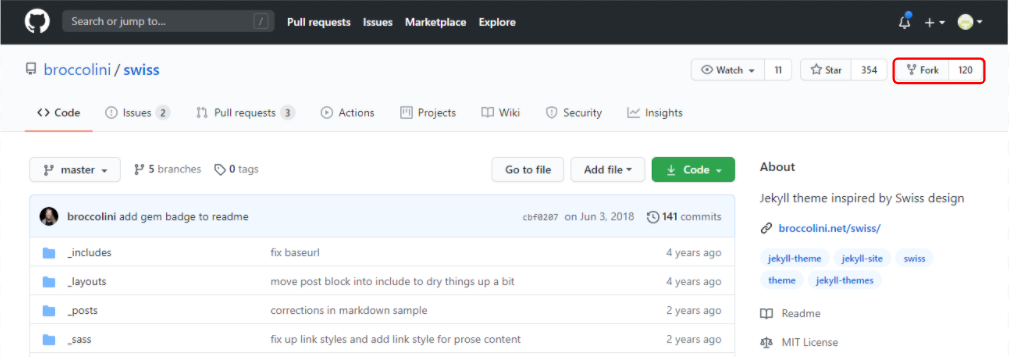 Search or jump to... / Pull requests Issues Marketplace Explore
broccolini / swiss Watch 11 Star 354 Fork 120
Code Issues 2 Pull requests 3 Actions Projects Wiki Security Insights
master 5 branches 0 tags Go to file Add file Code
broccolini add gem badge to readme cbf0207 on Jun 3, 2018 141 commits
_includes fix baseurl 4 years ago
_layouts move post block into include to dry things up a bit 4 years ago
_posts corrections in markdown sample 2 years ago
_sass fix up link styles and add link style for prose content 2 years ago
About
Jekyll theme inspired by Swiss design
broccolini.net/swiss/
jekyll-theme jekyll-site swiss
theme jekyll-themes
Readme
MIT License